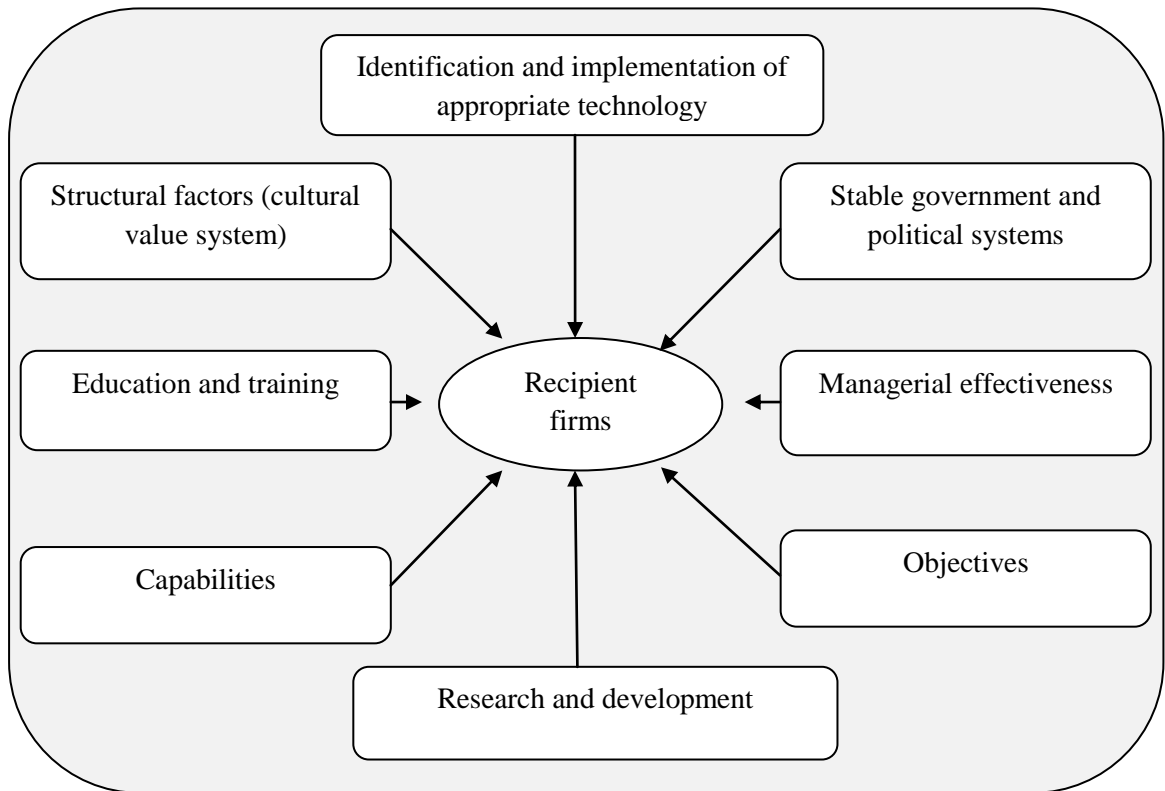 Identification and implementation of
appropriate technology
Structural factors (cultural
value system)
Stable government and
political systems
Education and training
Recipient
firms
Managerial effectiveness
Capabilities
Objectives
Research and development